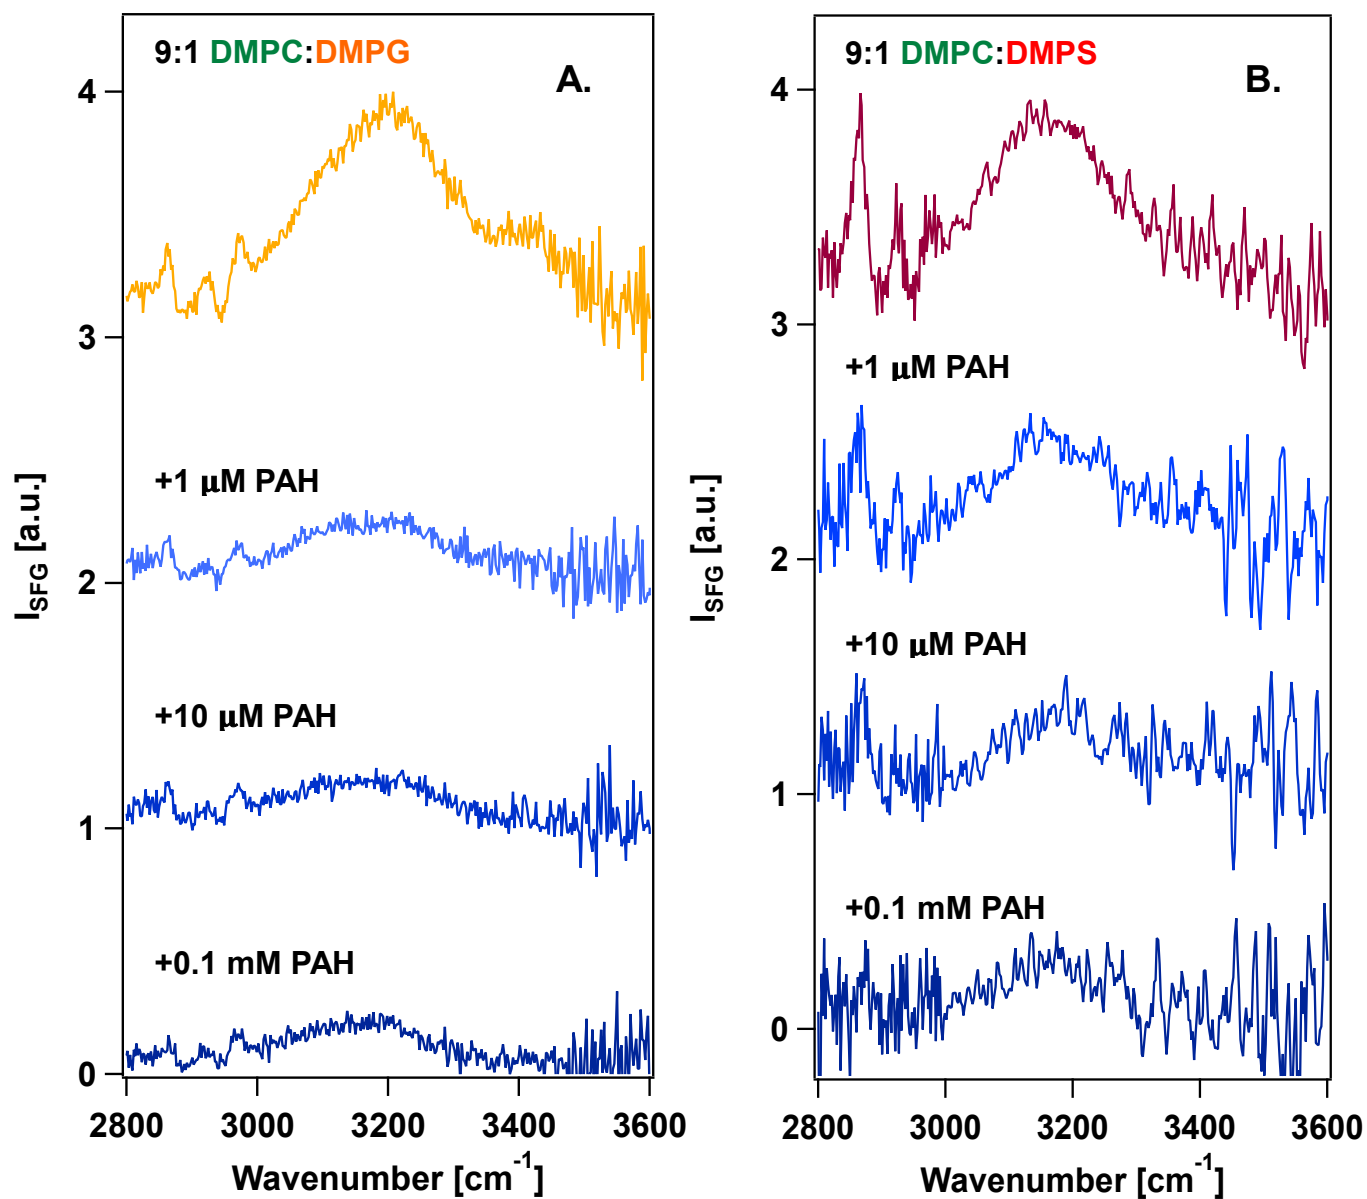 9:1 DMPC:DMPG
A.
4
3
+1 μM PAH
2
+10 μM PAH
1
+0.1 mM PAH
0
I_SFG [a.u.]
2800 3000 3200 3400 3600
Wavenumber [cm⁻¹]
9:1 DMPC:DMPS
B.
4
3
+1 μM PAH
2
+10 μM PAH
1
+0.1 mM PAH
0
I_SFG [a.u.]
2800 3000 3200 3400 3600
Wavenumber [cm⁻¹]